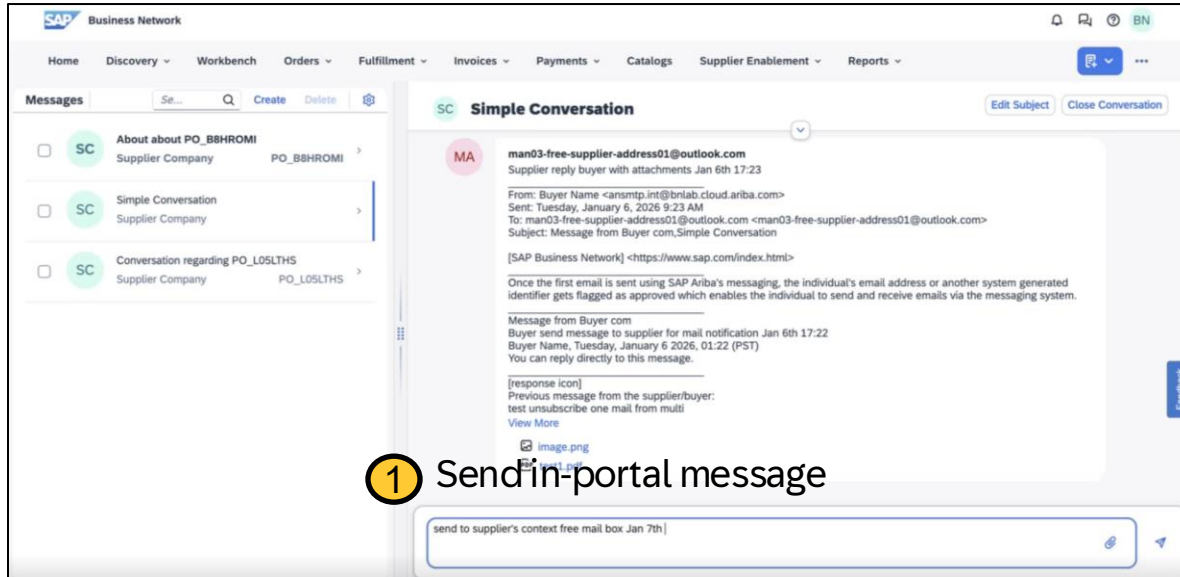 SAP Business Network
BN
Home Discovery Workbench Orders Fulfillment Invoices Payments Catalogs Supplier Enablement Reports
Messages Se... Create Delete
SC About about PO_B8HROMI
Supplier Company PO_B8HROMI
SC Simple Conversation
Supplier Company
SC Conversation regarding PO_L05LTHS
Supplier Company PO_L05LTHS
SC Simple Conversation Edit Subject Close Conversation
MA man03-free-supplier-address01@outlook.com
Supplier reply buyer with attachments Jan 6th 17:23
From: Buyer Name <ansmtp.int@bnlab.cloud.ariba.com>
Sent: Tuesday, January 6, 2026 9:23 AM
To: man03-free-supplier-address01@outlook.com <man03-free-supplier-address01@outlook.com>
Subject: Message from Buyer com,Simple Conversation
[SAP Business Network] <https://www.sap.com/index.html>
Once the first email is sent using SAP Ariba's messaging, the individual's email address or another system generated
identifier gets flagged as approved which enables the individual to send and receive emails via the messaging system.
Message from Buyer com
Buyer send message to supplier for mail notification Jan 6th 17:22
Buyer Name, Tuesday, January 6 2026, 01:22 (PST)
You can reply directly to this message.
[response icon]
Previous message from the supplier/buyer:
test unsubscribe one mail from multi
View More
image.png
test1.pdf
1 Send in-portal message
send to supplier's context free mail box Jan 7th
Feedback